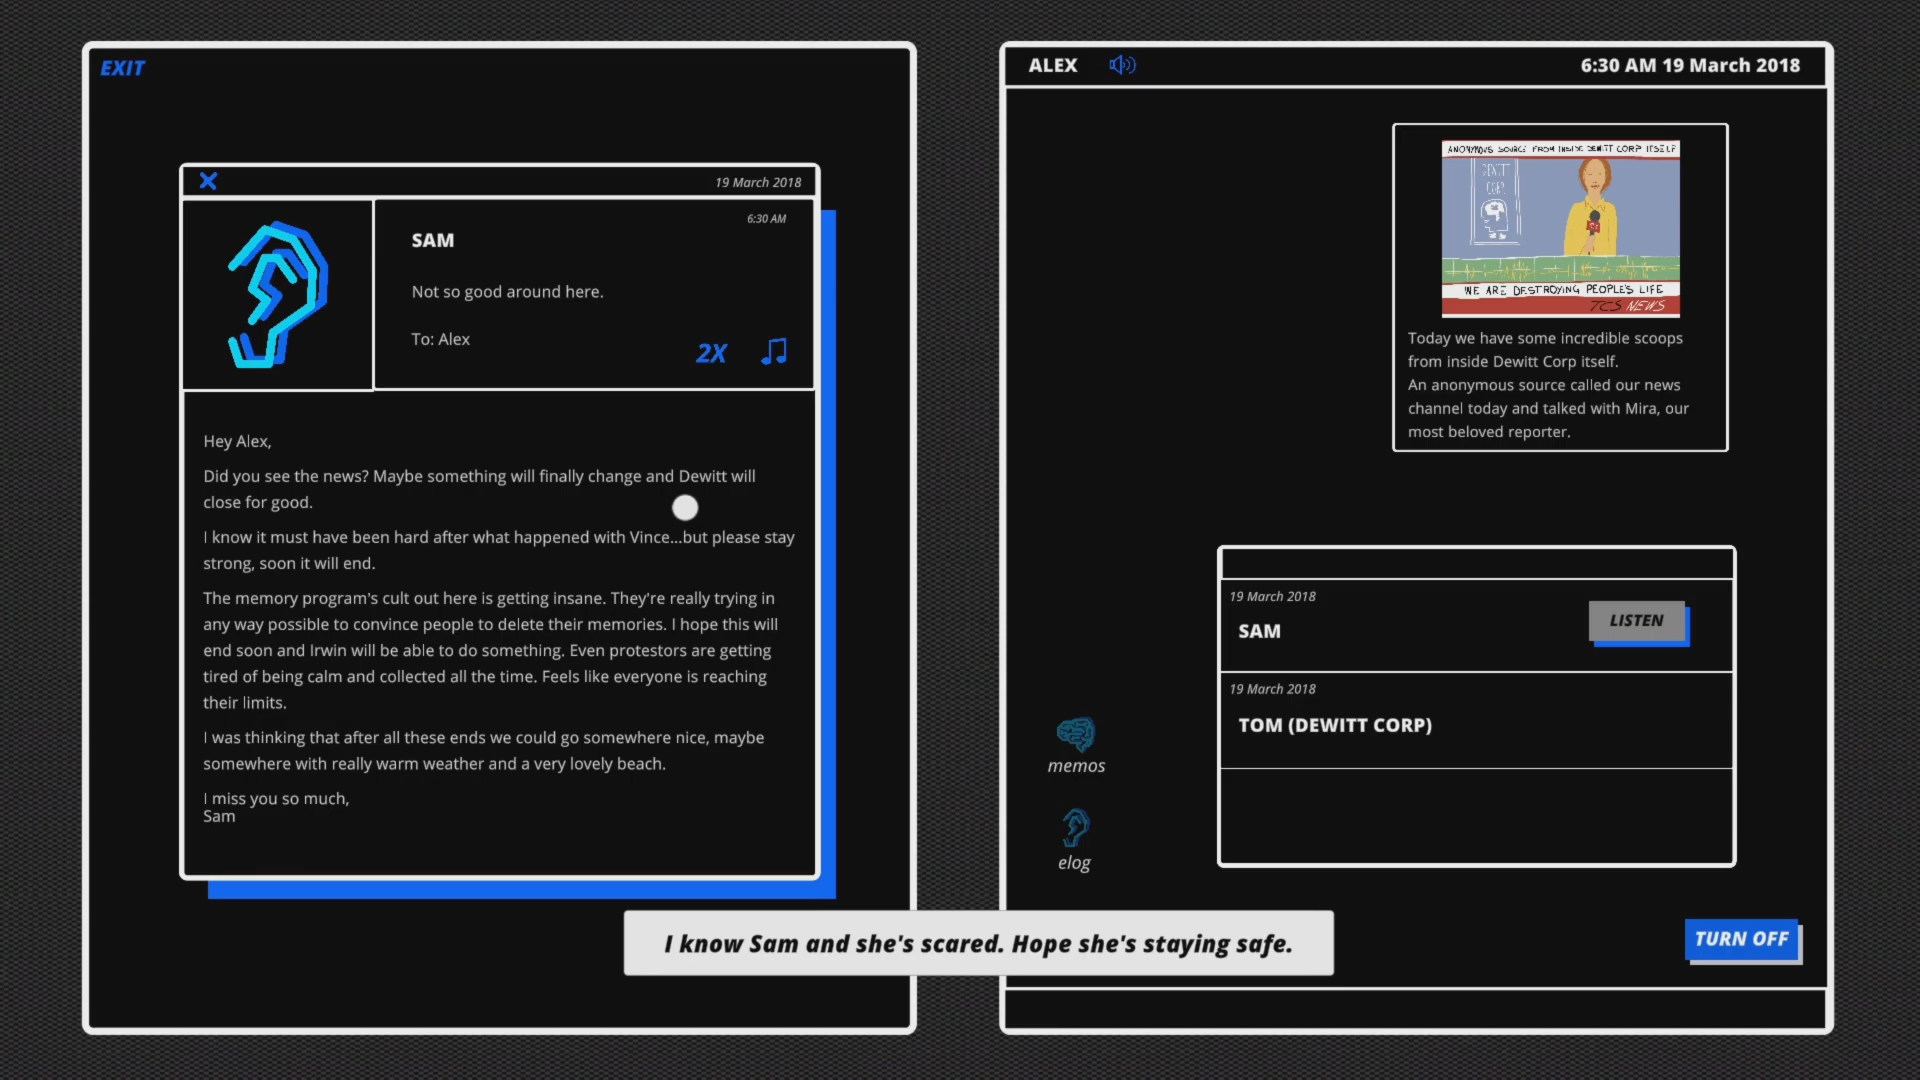 EXIT
19 March 2018
6:30 AM
SAM
Not so good around here.
To: Alex
2X
Hey Alex,
Did you see the news? Maybe something will finally change and Dewitt will
close for good.
I know it must have been hard after what happened with Vince...but please stay
strong, soon it will end.
The memory program's cult out here is getting insane. They're really trying in
any way possible to convince people to delete their memories. I hope this will
end soon and Irwin will be able to do something. Even protestors are getting
tired of being calm and collected all the time. Feels like everyone is reaching
their limits.
I was thinking that after all these ends we could go somewhere nice, maybe
somewhere with really warm weather and a very lovely beach.
I miss you so much,
Sam
ALEX
6:30 AM 19 March 2018
ANONYMOUS SOURCE FROM INSIDE DEWITT CORP ITSELF
DEWITT
CORP
WE ARE DESTROYING PEOPLE'S LIFE
TCS NEWS
Today we have some incredible scoops
from inside Dewitt Corp itself.
An anonymous source called our news
channel today and talked with Mira, our
most beloved reporter.
19 March 2018
SAM
LISTEN
19 March 2018
TOM (DEWITT CORP)
memos
elog
TURN OFF
I know Sam and she's scared. Hope she's staying safe.